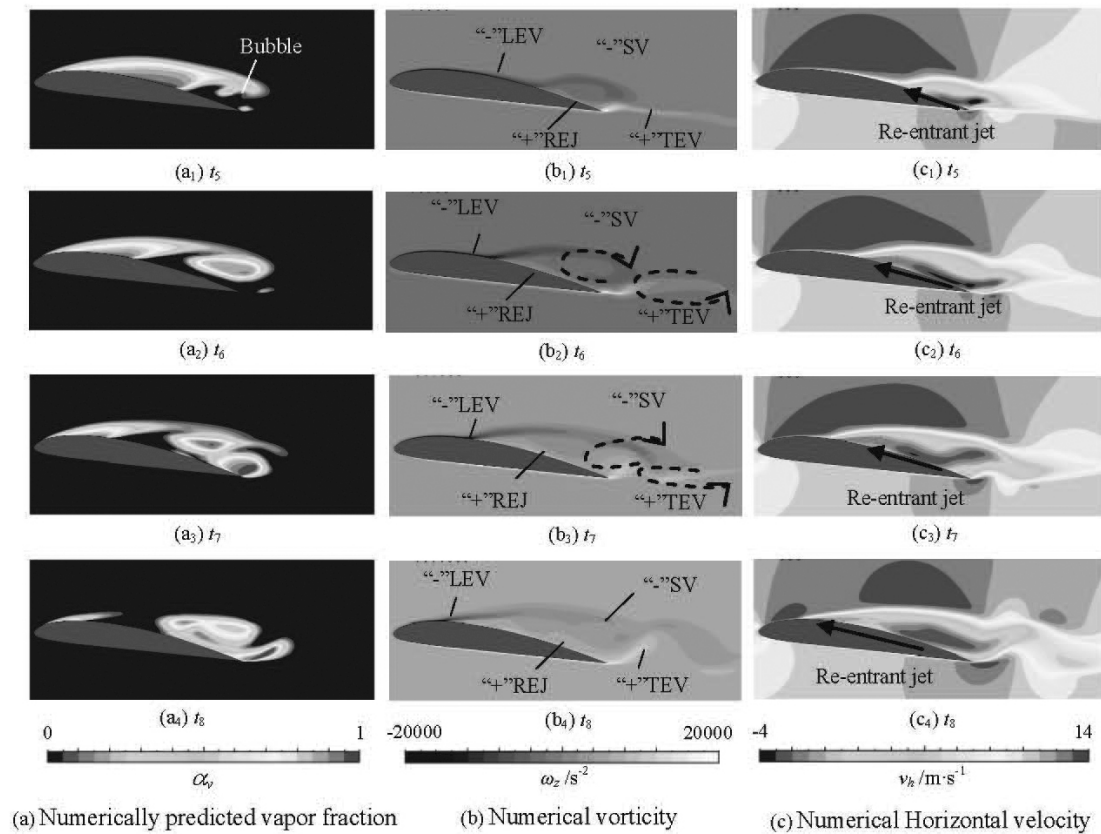 Bubble
“-”LEV “-”SV
“+”REJ “+”TEV
Re-entrant jet
(a₁) t₅ (b₁) t₅ (c₁) t₅
“-”LEV “-”SV
“+”REJ “+”TEV
Re-entrant jet
(a₂) t₆ (b₂) t₆ (c₂) t₆
“-”LEV “-”SV
“+”REJ “+”TEV
Re-entrant jet
(a₃) t₇ (b₃) t₇ (c₃) t₇
“-”LEV “-”SV
“+”REJ “+”TEV
Re-entrant jet
(a₄) t₈ (b₄) t₈ (c₄) t₈
0 1 -20000 20000 -4 14
αᵥ ω_z /s⁻² v_h /m·s⁻¹
(a) Numerically predicted vapor fraction (b) Numerical vorticity (c) Numerical Horizontal velocity